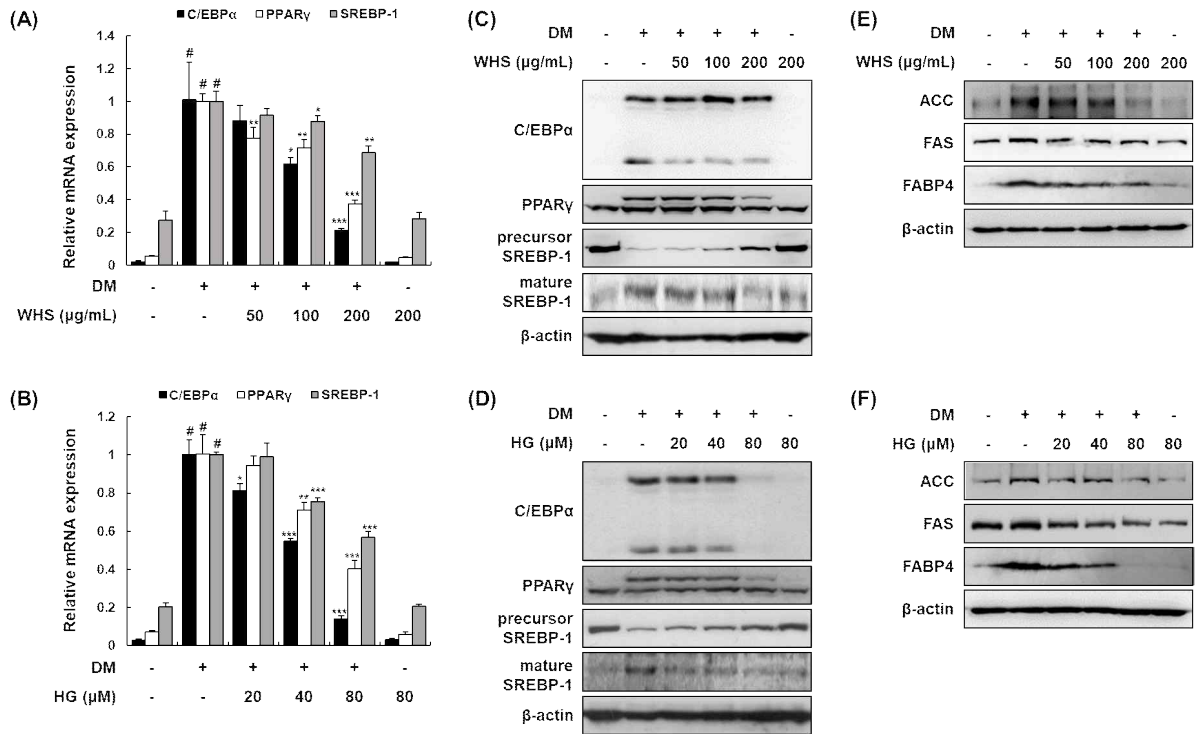 (A)
C/EBPα PPARγ SREBP-1
Relative mRNA expression
1.4
1.2
1
0.8
0.6
0.4
0.2
0
# # #
** 
* ** *
*** *** **
DM - + + + + -
WHS (µg/mL) - - 50 100 200 200
(B)
C/EBPα PPARγ SREBP-1
Relative mRNA expression
1.2
1
0.8
0.6
0.4
0.2
0
# # #
*
*** ** ***
*** *** ***
DM - + + + + -
HG (µM) - - 20 40 80 80
(C)
DM - + + + + -
WHS (µg/mL) - - 50 100 200 200
C/EBPα
PPARγ
precursor
SREBP-1
mature
SREBP-1
β-actin
(D)
DM - + + + + -
HG (µM) - - 20 40 80 80
C/EBPα
PPARγ
precursor
SREBP-1
mature
SREBP-1
β-actin
(E)
DM - + + + + -
WHS (µg/mL) - - 50 100 200 200
ACC
FAS
FABP4
β-actin
(F)
DM - + + + + -
HG (µM) - - 20 40 80 80
ACC
FAS
FABP4
β-actin